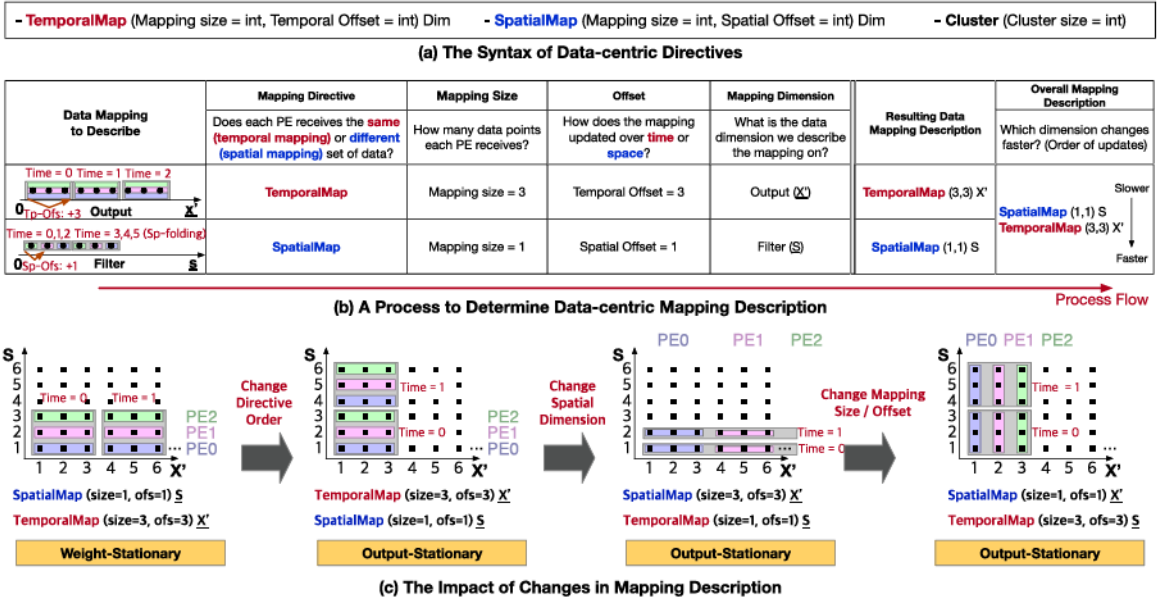 - TemporalMap (Mapping size = int, Temporal Offset = int) Dim - SpatialMap (Mapping size = int, Spatial Offset = int) Dim - Cluster (Cluster size = int)
(a) The Syntax of Data-centric Directives
Data Mapping
to Describe
Mapping Directive
Does each PE receives the same
(temporal mapping) or different
(spatial mapping) set of data?
Mapping Size
How many data points
each PE receives?
Offset
How does the mapping
updated over time or
space?
Mapping Dimension
What is the data
dimension we describe
the mapping on?
Resulting Data
Mapping Description
Overall Mapping
Description
Which dimension changes
faster? (Order of updates)
Time = 0 Time = 1 Time = 2
0 Tp-Ofs: +3 Output X'
TemporalMap
Mapping size = 3
Temporal Offset = 3
Output (X')
TemporalMap (3,3) X'
Time = 0,1,2 Time = 3,4,5 (Sp-folding)
0 Sp-Ofs: +1 Filter S
SpatialMap
Mapping size = 1
Spatial Offset = 1
Filter (S)
SpatialMap (1,1) S
Slower
SpatialMap (1,1) S
TemporalMap (3,3) X'
Faster
Process Flow
(b) A Process to Determine Data-centric Mapping Description
S
6
5
4
3
2
1
Time = 0 Time = 1
PE2
PE1
PE0
1 2 3 4 5 6 ... X'
SpatialMap (size=1, ofs=1) S
TemporalMap (size=3, ofs=3) X'
Weight-Stationary
Change
Directive
Order
S
6
5
4
3
2
1
Time = 1
Time = 0
PE2
PE1
PE0
1 2 3 4 5 6 ... X'
TemporalMap (size=3, ofs=3) X'
SpatialMap (size=1, ofs=1) S
Output-Stationary
Change
Spatial
Dimension
PE0 PE1 PE2
S
6
5
4
3
2
1
Time = 1
Time = 0
1 2 3 4 5 6 ... X'
SpatialMap (size=3, ofs=3) X'
TemporalMap (size=1, ofs=1) S
Output-Stationary
Change Mapping
Size / Offset
PE0 PE1 PE2
S
6
5
4
3
2
1
Time = 1
Time = 0
1 2 3 4 5 6 ... X'
SpatialMap (size=1, ofs=1) X'
TemporalMap (size=3, ofs=3) S
Output-Stationary
(c) The Impact of Changes in Mapping Description